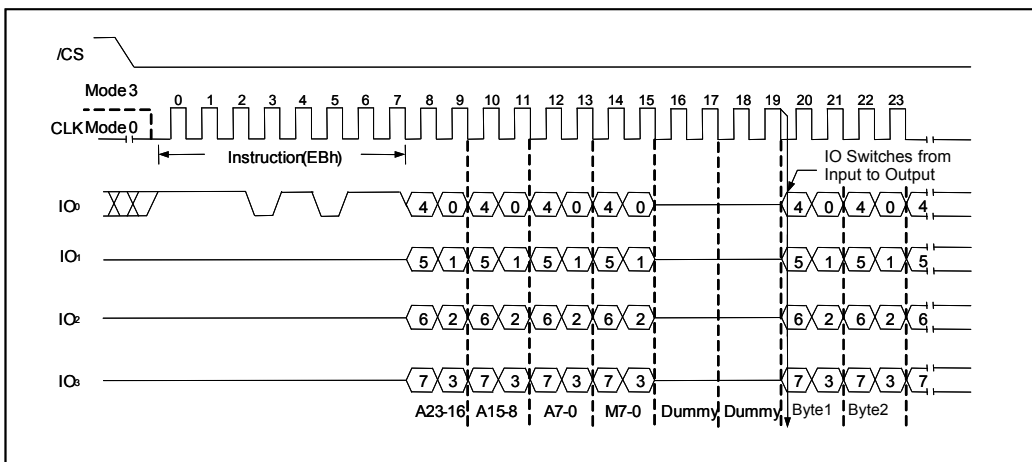 /CS
Mode 3
0 1 2 3 4 5 6 7 8 9 10 11 12 13 14 15 16 17 18 19 20 21 22 23
CLK Mode 0
Instruction(EBh)
IO Switches from
Input to Output
IO0 4 0 4 0 4 0 4 0 4 0 4 0 4
IO1 5 1 5 1 5 1 5 1 5 1 5 1 5
IO2 6 2 6 2 6 2 6 2 6 2 6 2 6
IO3 7 3 7 3 7 3 7 3 7 3 7 3 7
A23-16 A15-8 A7-0 M7-0 Dummy Dummy Byte1 Byte2